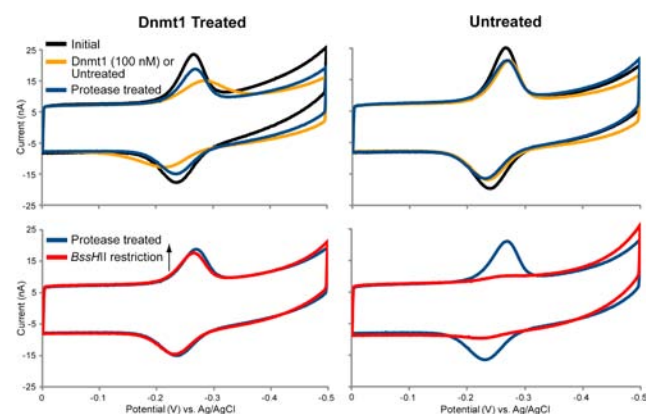 Dnmt1 Treated
Untreated
Initial
Dnmt1 (100 nM) or
Untreated
Protease treated
25
15
5
-5
-15
-25
Current (nA)
Protease treated
BssHII restriction
25
15
5
-5
-15
-25
Current (nA)
0 -0.1 -0.2 -0.3 -0.4 -0.5
Potential (V) vs. Ag/AgCl
0 -0.1 -0.2 -0.3 -0.4 -0.5
Potential (V) vs. Ag/AgCl